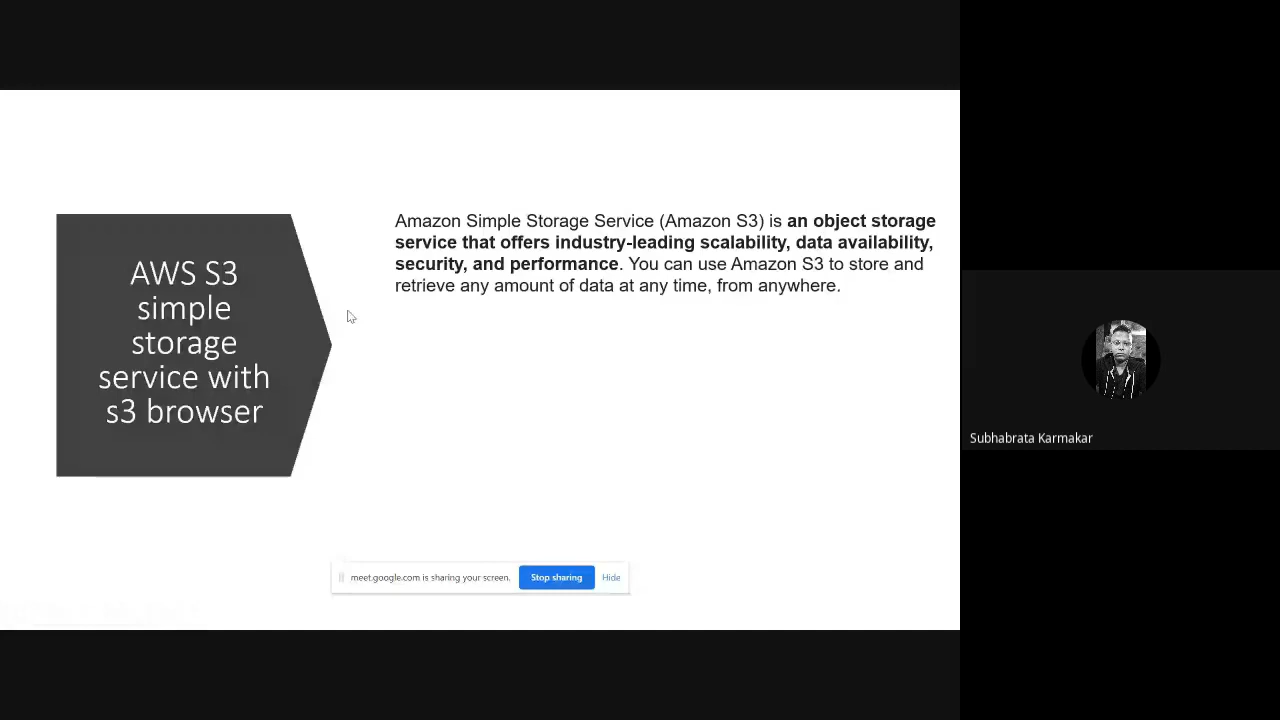 AWS S3
simple
storage
service with
s3 browser
Amazon Simple Storage Service (Amazon S3) is an object storage
service that offers industry-leading scalability, data availability,
security, and performance. You can use Amazon S3 to store and
retrieve any amount of data at any time, from anywhere.
Subhabrata Karmakar
meet.google.com is sharing your screen. Stop sharing Hide